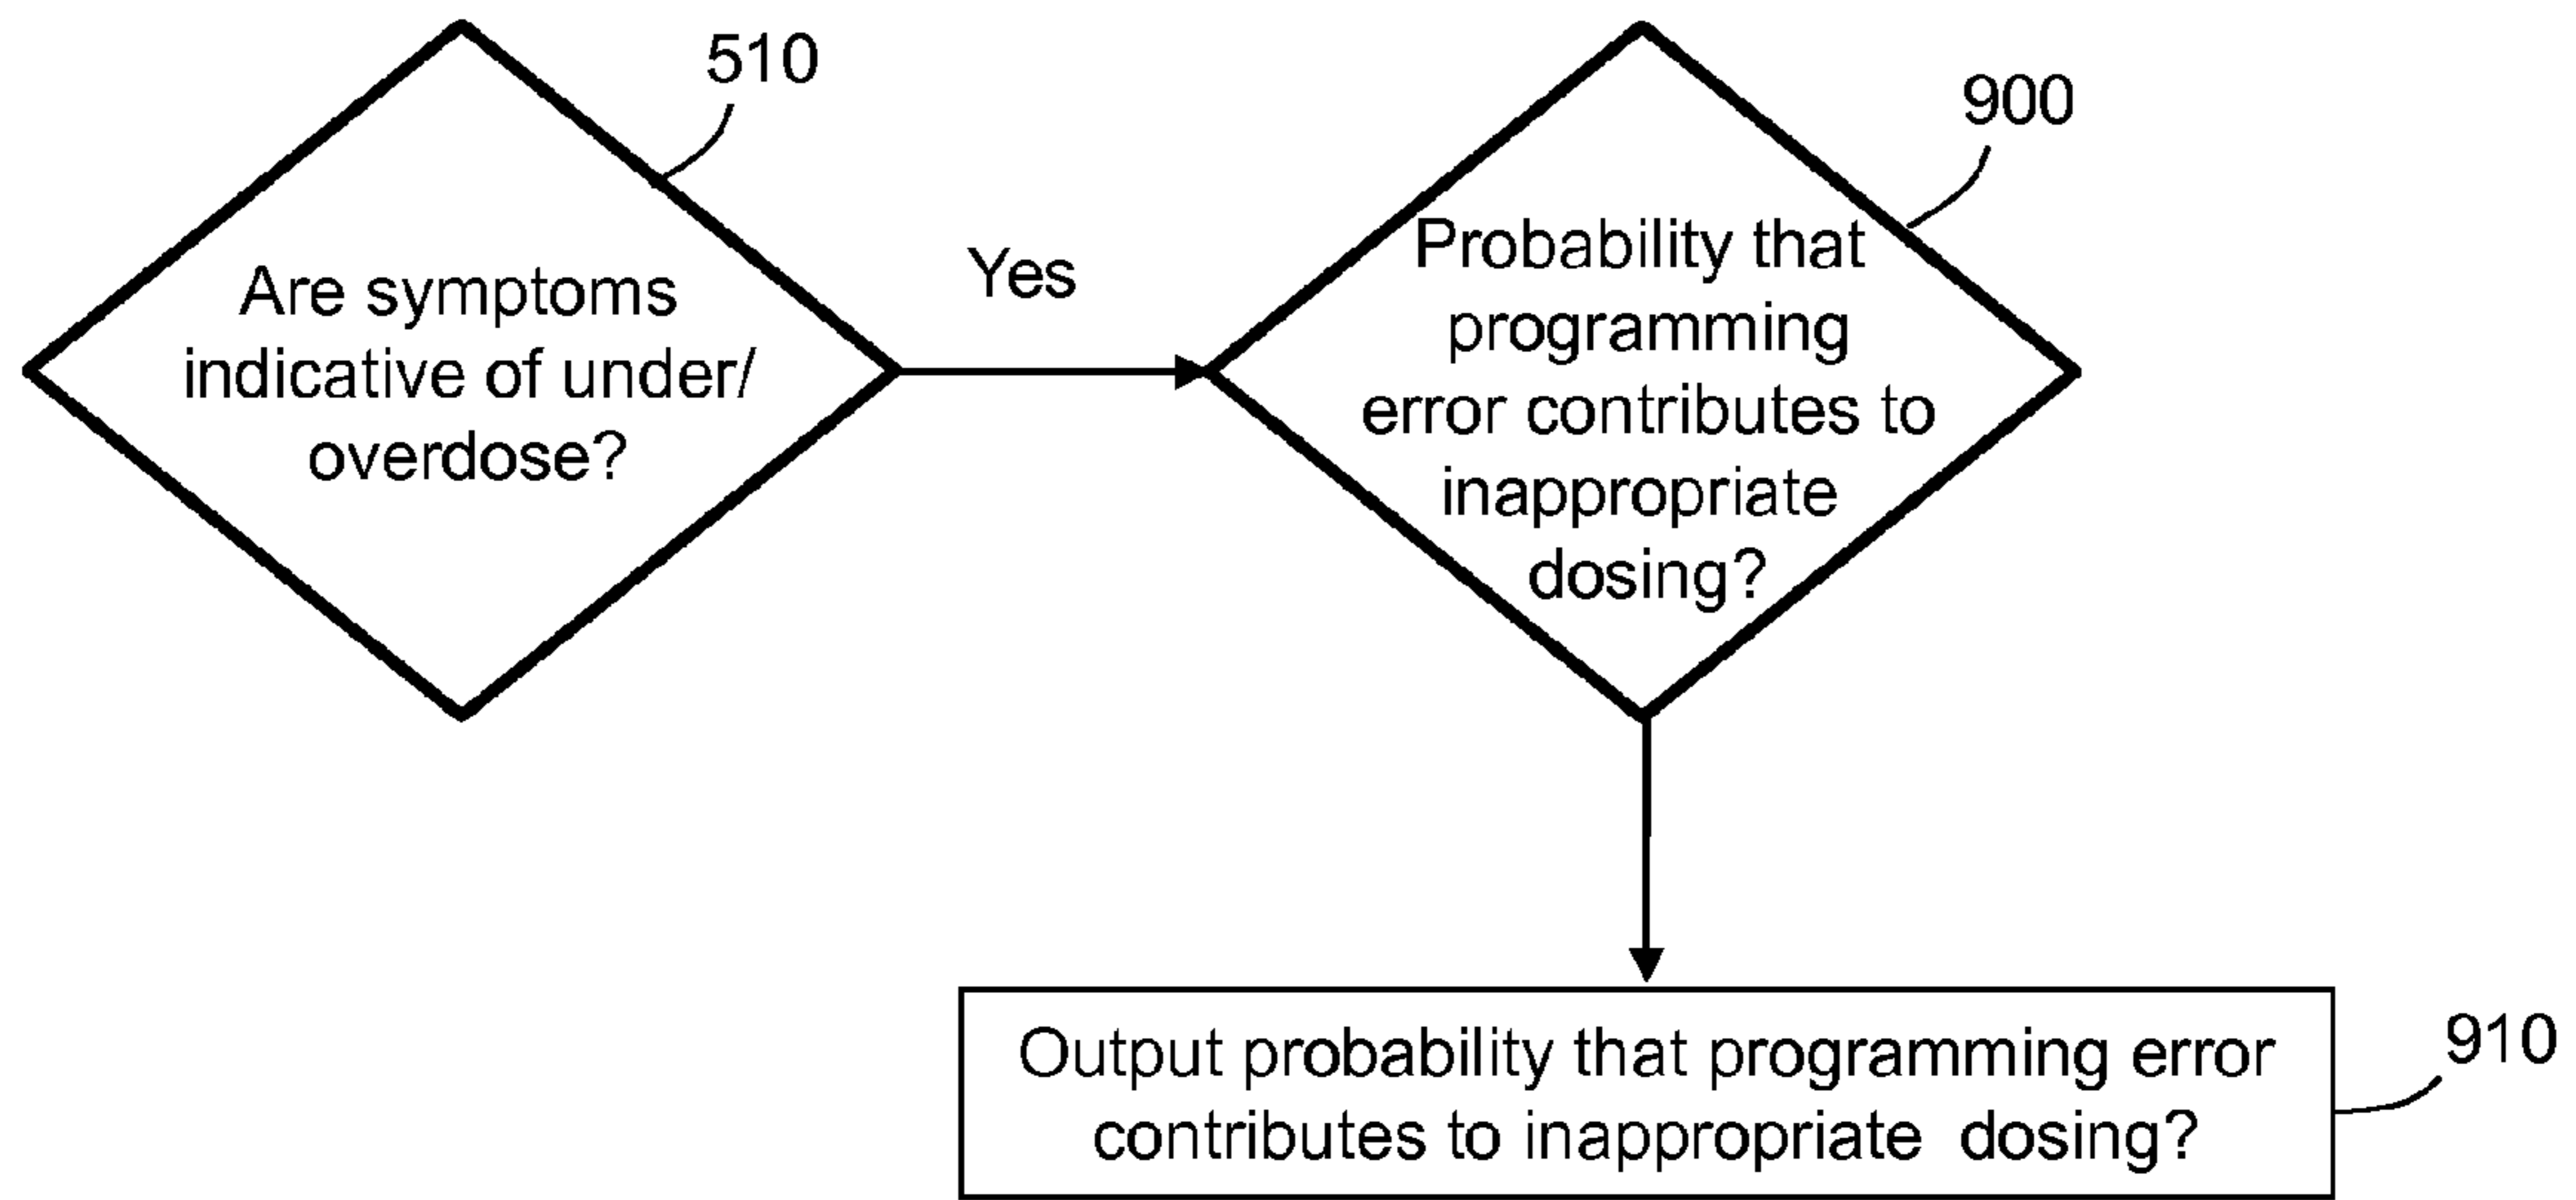 510
Are symptoms
indicative of under/
overdose?
Yes
900
Probability that
programming
error contributes to
inappropriate
dosing?
Output probability that programming error
contributes to inappropriate dosing?
910